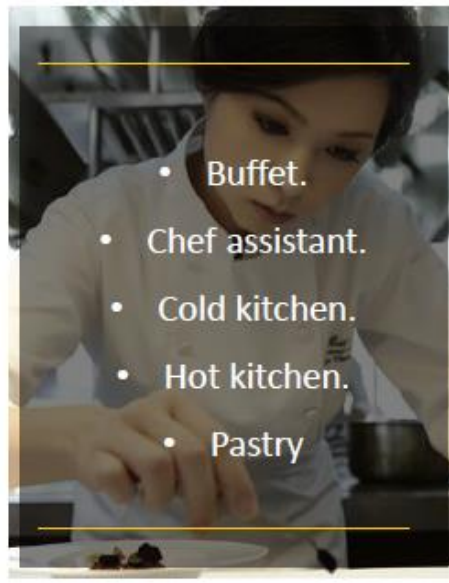 • Buffet.
• Chef assistant.
• Cold kitchen.
• Hot kitchen.
• Pastry